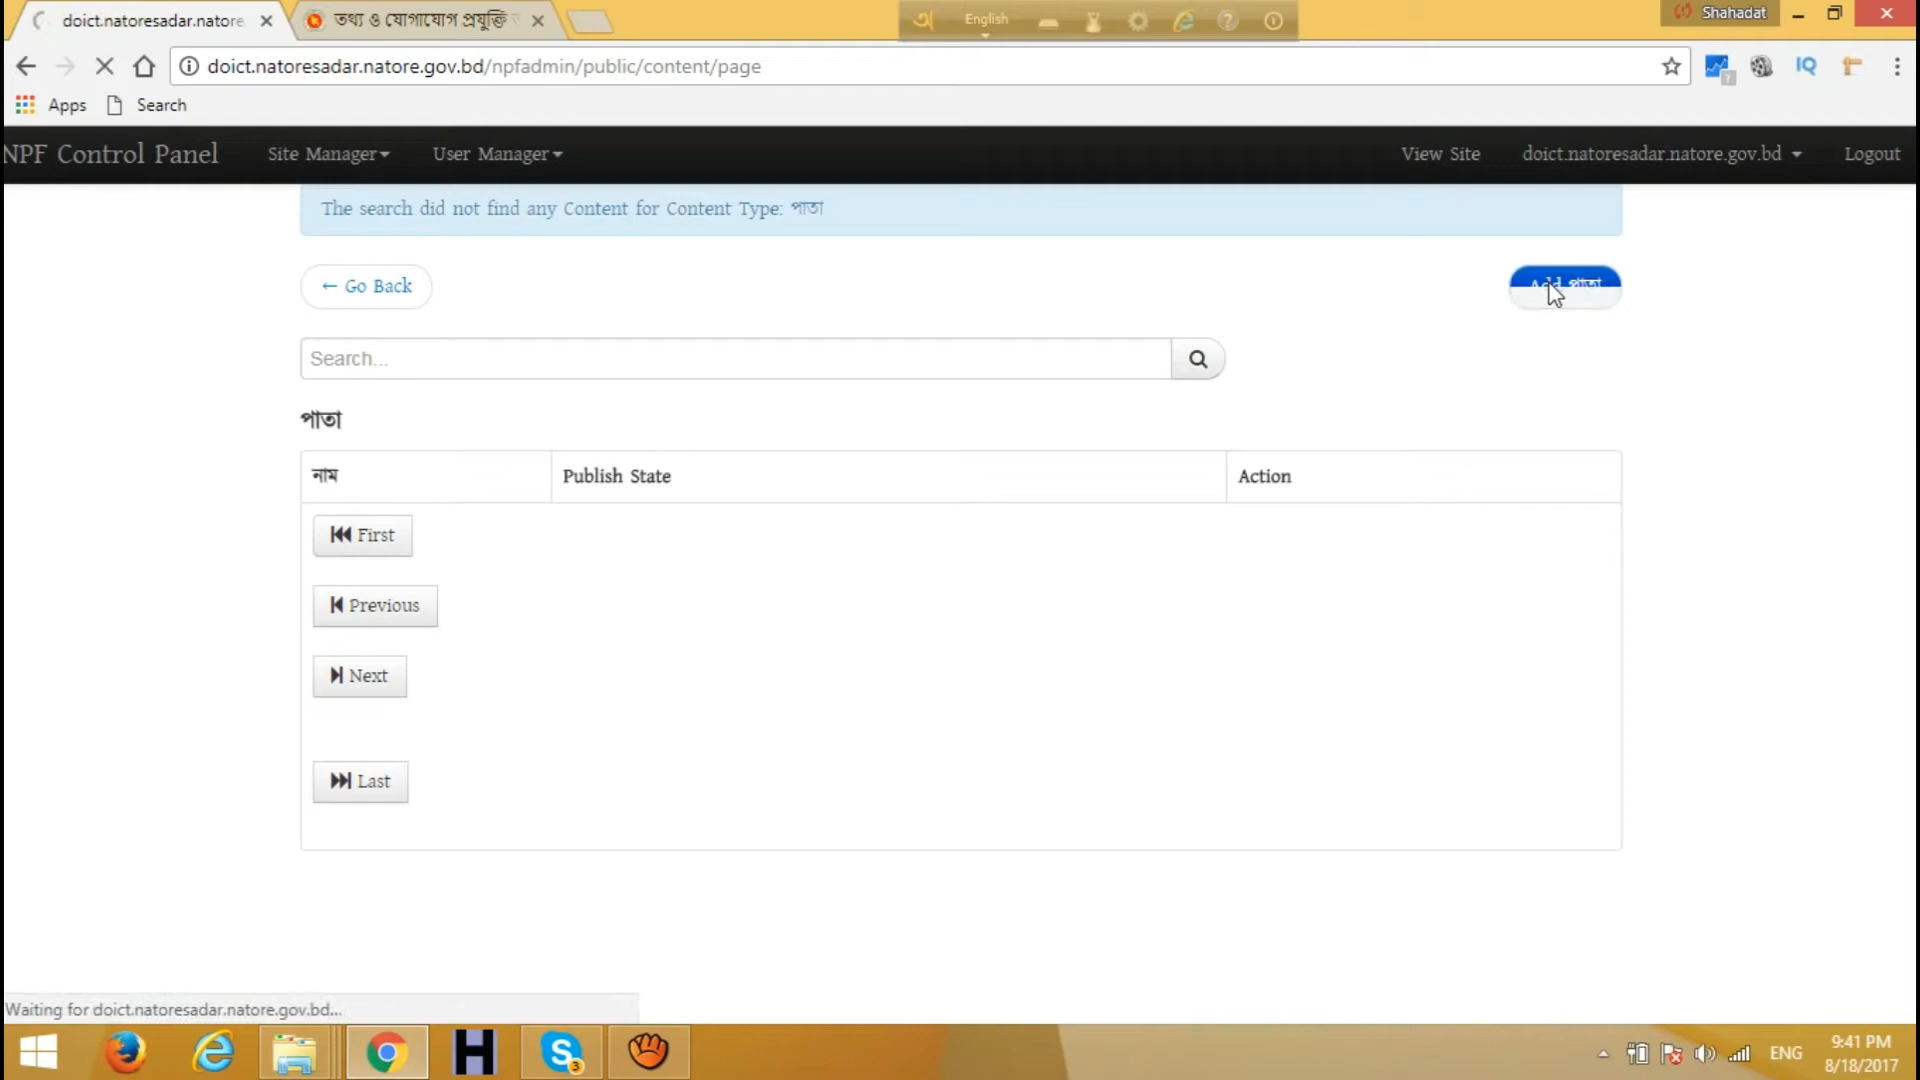 doict.natoresadar.natore
তথ্য ও যোগাযোগ প্রযুক্তি
English
Shahadat
doict.natoresadar.natore.gov.bd/npfadmin/public/content/page
IQ
Apps
Search
NPF Control Panel
Site Manager
User Manager
View Site
doict.natoresadar.natore.gov.bd
Logout
The search did not find any Content for Content Type: পাতা
← Go Back
Add পাতা
Search...
পাতা
নাম
Publish State
Action
First
Previous
Next
Last
Waiting for doict.natoresadar.natore.gov.bd...
3
ENG
9:41 PM
8/18/2017